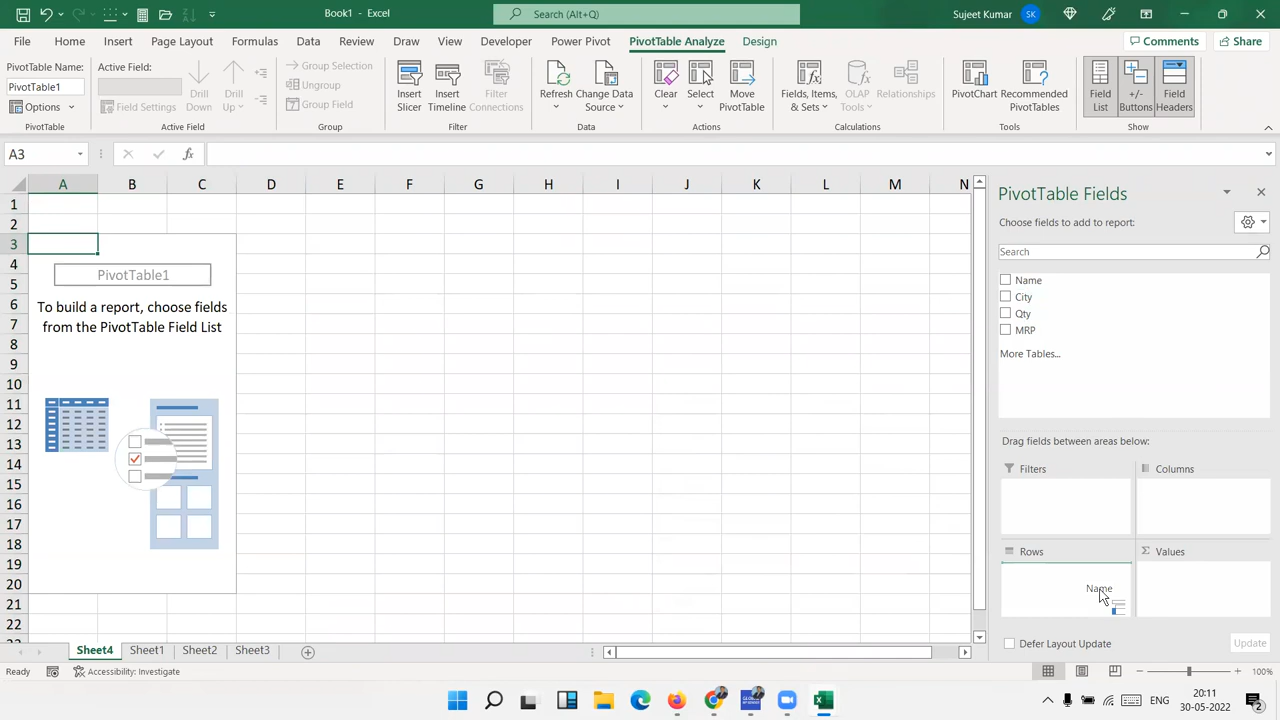 Book1 - Excel
Search (Alt+Q)
Sujeet Kumar
SK
File
Home
Insert
Page Layout
Formulas
Data
Review
View
Draw
Developer
Power Pivot
PivotTable Analyze
Design
Comments
Share
PivotTable Name:
PivotTable1
Options
PivotTable
Active Field:
Field Settings
Drill Down
Drill Up
Active Field
Group Selection
Ungroup
Group Field
Group
Insert Slicer
Insert Timeline
Filter Connections
Filter
Refresh
Change Data Source
Data
Clear
Select
Move PivotTable
Actions
Fields, Items, & Sets
OLAP Tools
Relationships
Calculations
PivotChart
Recommended PivotTables
Tools
Field List
+/- Buttons
Field Headers
Show
A3
fx
A B C D E F G H I J K L M N
1
2
3
4
5
6
7
8
9
10
11
12
13
14
15
16
17
18
19
20
21
22
PivotTable1
To build a report, choose fields
from the PivotTable Field List
PivotTable Fields
Choose fields to add to report:
Search
Name
City
Qty
MRP
More Tables...
Drag fields between areas below:
Filters
Columns
Rows
Σ Values
Name
Defer Layout Update
Update
Sheet4 Sheet1 Sheet2 Sheet3
Ready
Accessibility: Investigate
100%
ENG
20:11
30-05-2022
2